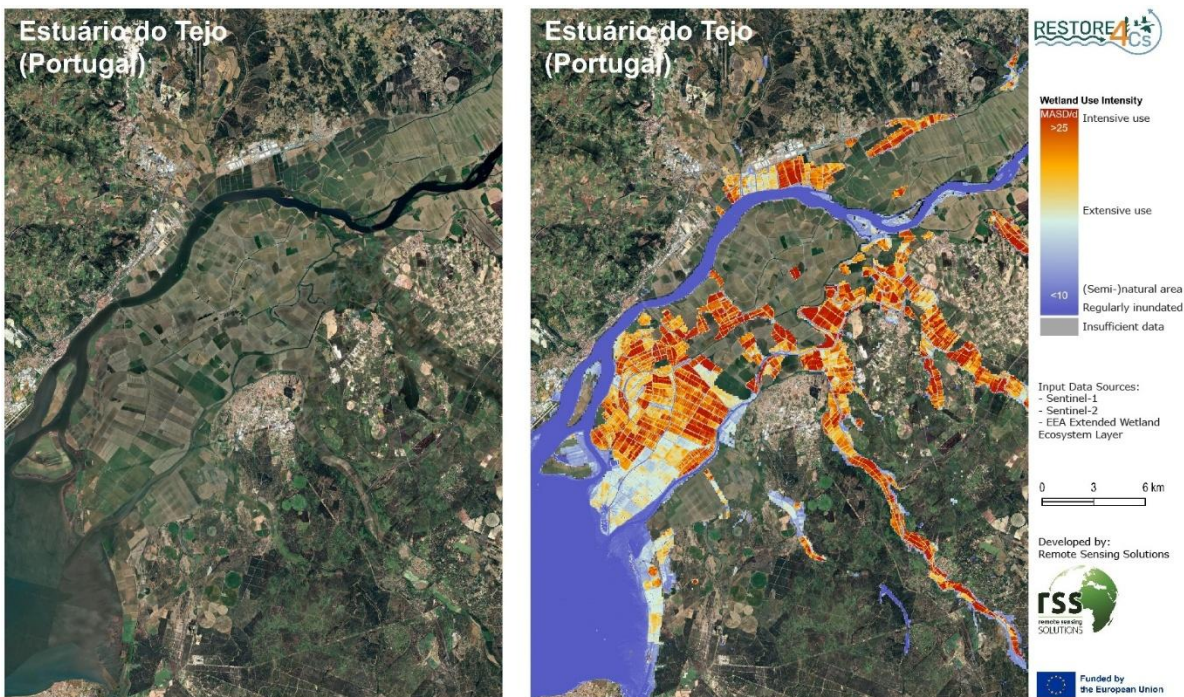 Estuário do Tejo
(Portugal)
Estuário do Tejo
(Portugal)
RESTORE4Cs
Wetland Use Intensity
MASD/d
>25
Intensive use
Extensive use
(Semi-)natural area
<10
Regularly inundated
Insufficient data
Input Data Sources:
- Sentinel-1
- Sentinel-2
- EEA Extended Wetland
Ecosystem Layer
0 3 6 km
Developed by:
Remote Sensing Solutions
rss
remote sensing
SOLUTIONS
Funded by
the European Union